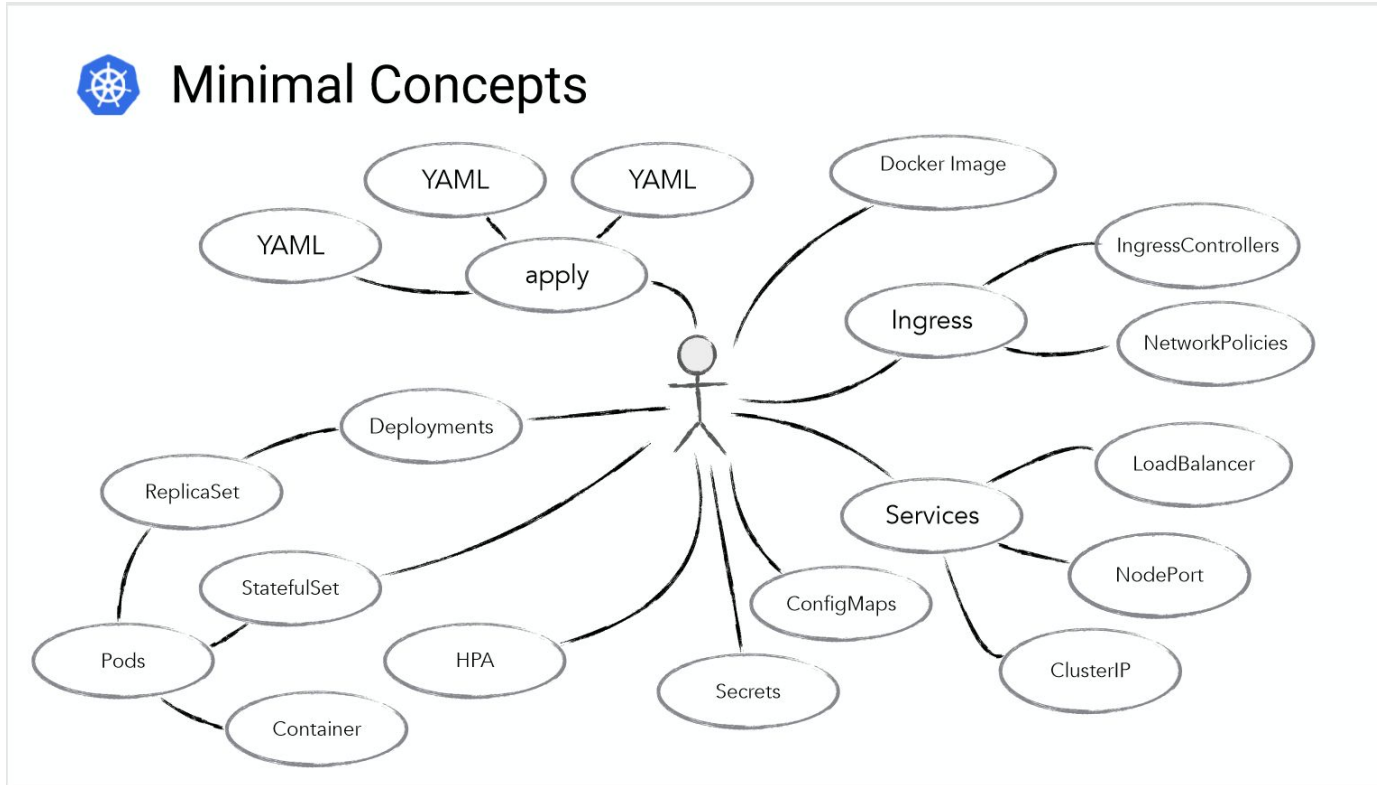 Minimal Concepts
YAML
YAML
YAML
apply
Docker Image
IngressControllers
Ingress
NetworkPolicies
Deployments
ReplicaSet
StatefulSet
Pods
Container
HPA
Secrets
ConfigMaps
Services
LoadBalancer
NodePort
ClusterIP